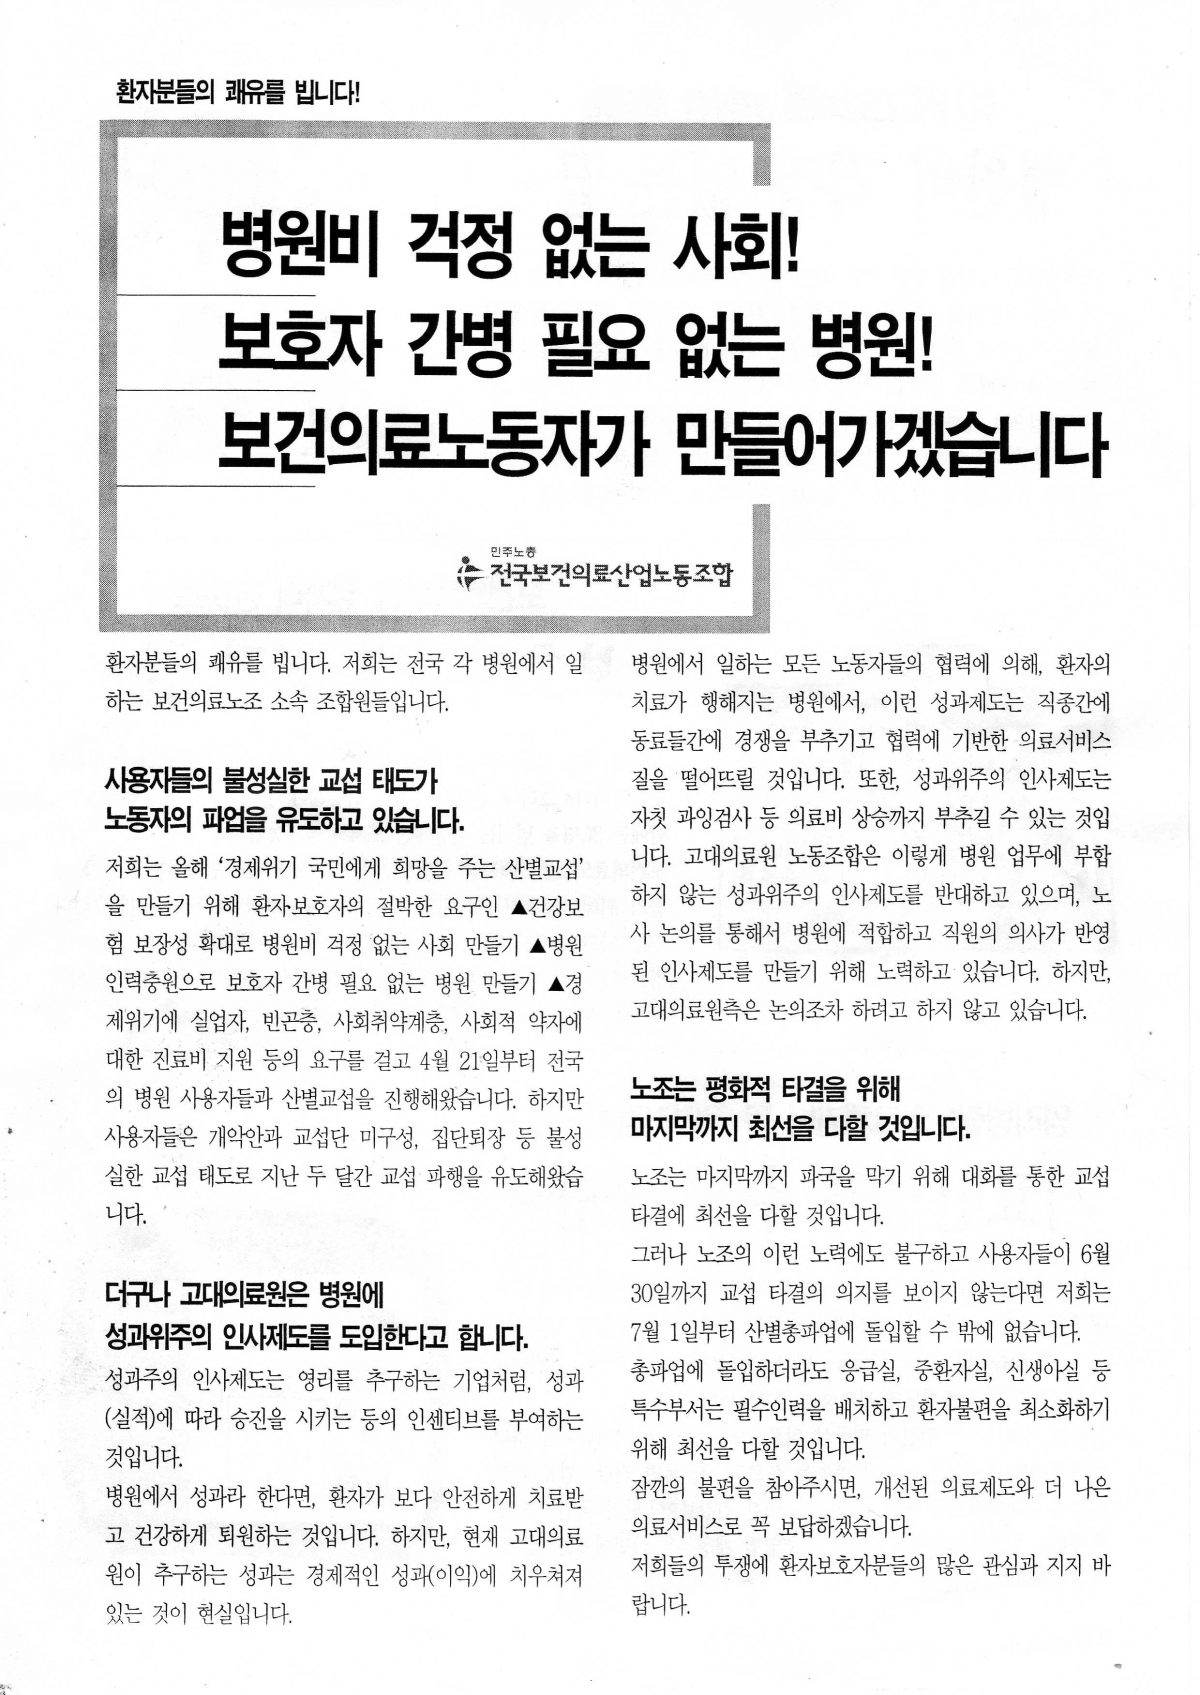 환자분들의 쾌유를 빕니다!
병원비 걱정 없는 사회!
보호자 간병 필요 없는 병원!
보건의료노동자가 만들어가겠습니다
민주노총
전국보건의료산업노동조합
환자분들의 쾌유를 빕니다. 저희는 전국 각 병원에서 일
하는 보건의료노조 소속 조합원들입니다.
사용자들의 불성실한 교섭 태도가
노동자의 파업을 유도하고 있습니다.
저희는 올해 ‘경제위기 국민에게 희망을 주는 산별교섭’
을 만들기 위해 환자·보호자의 절박한 요구인 ▲건강보
험 보장성 확대로 병원비 걱정 없는 사회 만들기 ▲병원
인력충원으로 보호자 간병 필요 없는 병원 만들기 ▲경
제위기에 실업자, 빈곤층, 사회취약계층, 사회적 약자에
대한 진료비 지원 등의 요구를 걸고 4월 21일부터 전국
의 병원 사용자들과 산별교섭을 진행해왔습니다. 하지만
사용자들은 개악안과 교섭단 미구성, 집단퇴장 등 불성
실한 교섭 태도로 지난 두 달간 교섭 파행을 유도해왔습
니다.
더구나 고대의료원은 병원에
성과위주의 인사제도를 도입한다고 합니다.
성과주의 인사제도는 영리를 추구하는 기업처럼, 성과
(실적)에 따라 승진을 시키는 등의 인센티브를 부여하는
것입니다.
병원에서 성과라 한다면, 환자가 보다 안전하게 치료받
고 건강하게 퇴원하는 것입니다. 하지만, 현재 고대의료
원이 추구하는 성과는 경제적인 성과(이익)에 치우쳐져
있는 것이 현실입니다.
병원에서 일하는 모든 노동자들의 협력에 의해, 환자의
치료가 행해지는 병원에서, 이런 성과제도는 직종간에
동료들간에 경쟁을 부추기고 협력에 기반한 의료서비스
질을 떨어뜨릴 것입니다. 또한, 성과위주의 인사제도는
자칫 과잉검사 등 의료비 상승까지 부추길 수 있는 것입
니다. 고대의료원 노동조합은 이렇게 병원 업무에 부합
하지 않는 성과위주의 인사제도를 반대하고 있으며, 노
사 논의를 통해서 병원에 적합하고 직원의 의사가 반영
된 인사제도를 만들기 위해 노력하고 있습니다. 하지만,
고대의료원측은 논의조차 하려고 하지 않고 있습니다.
노조는 평화적 타결을 위해
마지막까지 최선을 다할 것입니다.
노조는 마지막까지 파국을 막기 위해 대화를 통한 교섭
타결에 최선을 다할 것입니다.
그러나 노조의 이런 노력에도 불구하고 사용자들이 6월
30일까지 교섭 타결의 의지를 보이지 않는다면 저희는
7월 1일부터 산별총파업에 돌입할 수 밖에 없습니다.
총파업에 돌입하더라도 응급실, 중환자실, 신생아실 등
특수부서는 필수인력을 배치하고 환자불편을 최소화하기
위해 최선을 다할 것입니다.
잠깐의 불편을 참아주시면, 개선된 의료제도와 더 나은
의료서비스로 꼭 보답하겠습니다.
저희들의 투쟁에 환자보호자분들의 많은 관심과 지지 바
랍니다.